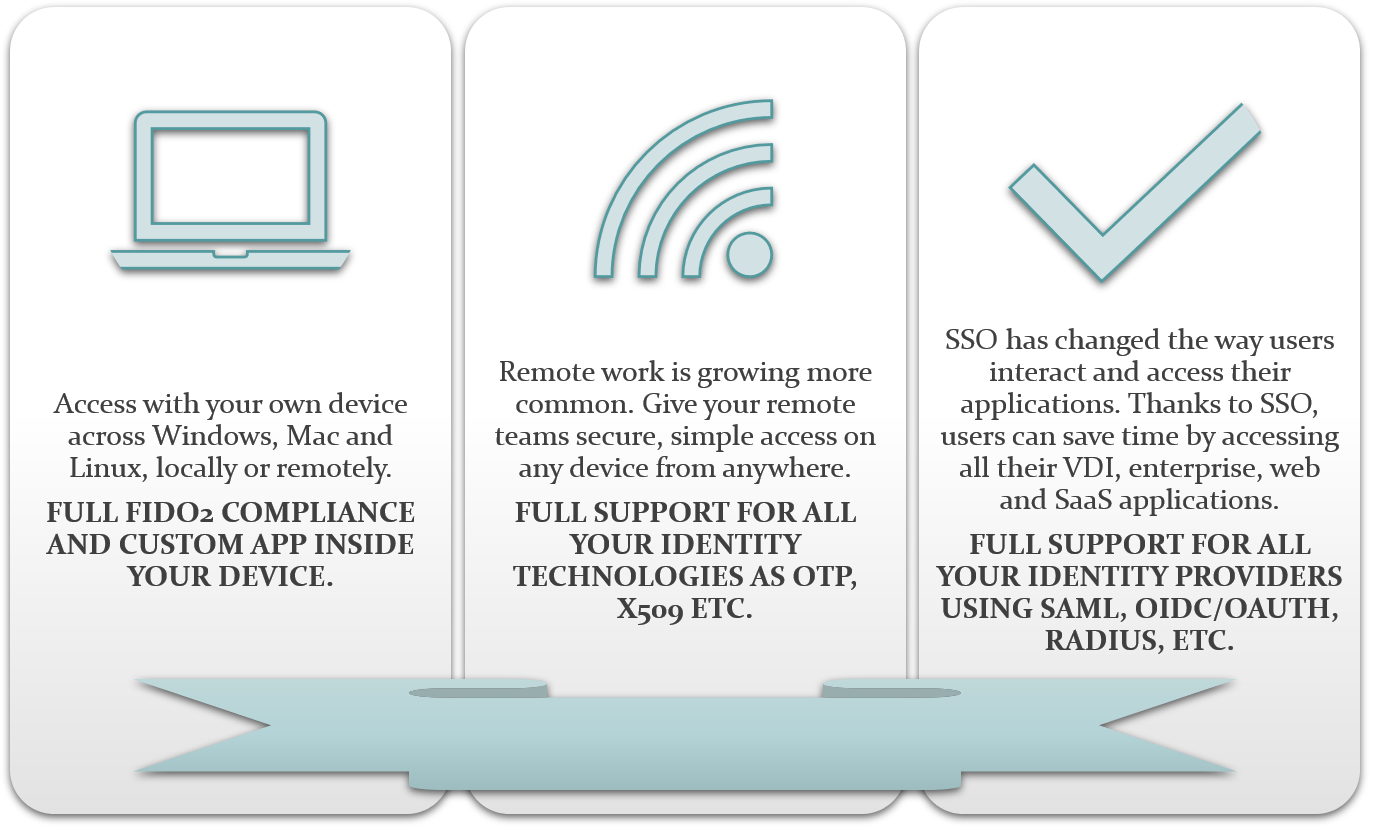 Access with your own device
across Windows, Mac and
Linux, locally or remotely.
FULL FIDO2 COMPLIANCE
AND CUSTOM APP INSIDE
YOUR DEVICE.
Remote work is growing more
common. Give your remote
teams secure, simple access on
any device from anywhere.
FULL SUPPORT FOR ALL
YOUR IDENTITY
TECHNOLOGIES AS OTP,
X509 ETC.
SSO has changed the way users
interact and access their
applications. Thanks to SSO,
users can save time by accessing
all their VDI, enterprise, web
and SaaS applications.
FULL SUPPORT FOR ALL
YOUR IDENTITY PROVIDERS
USING SAML, OIDC/OAUTH,
RADIUS, ETC.